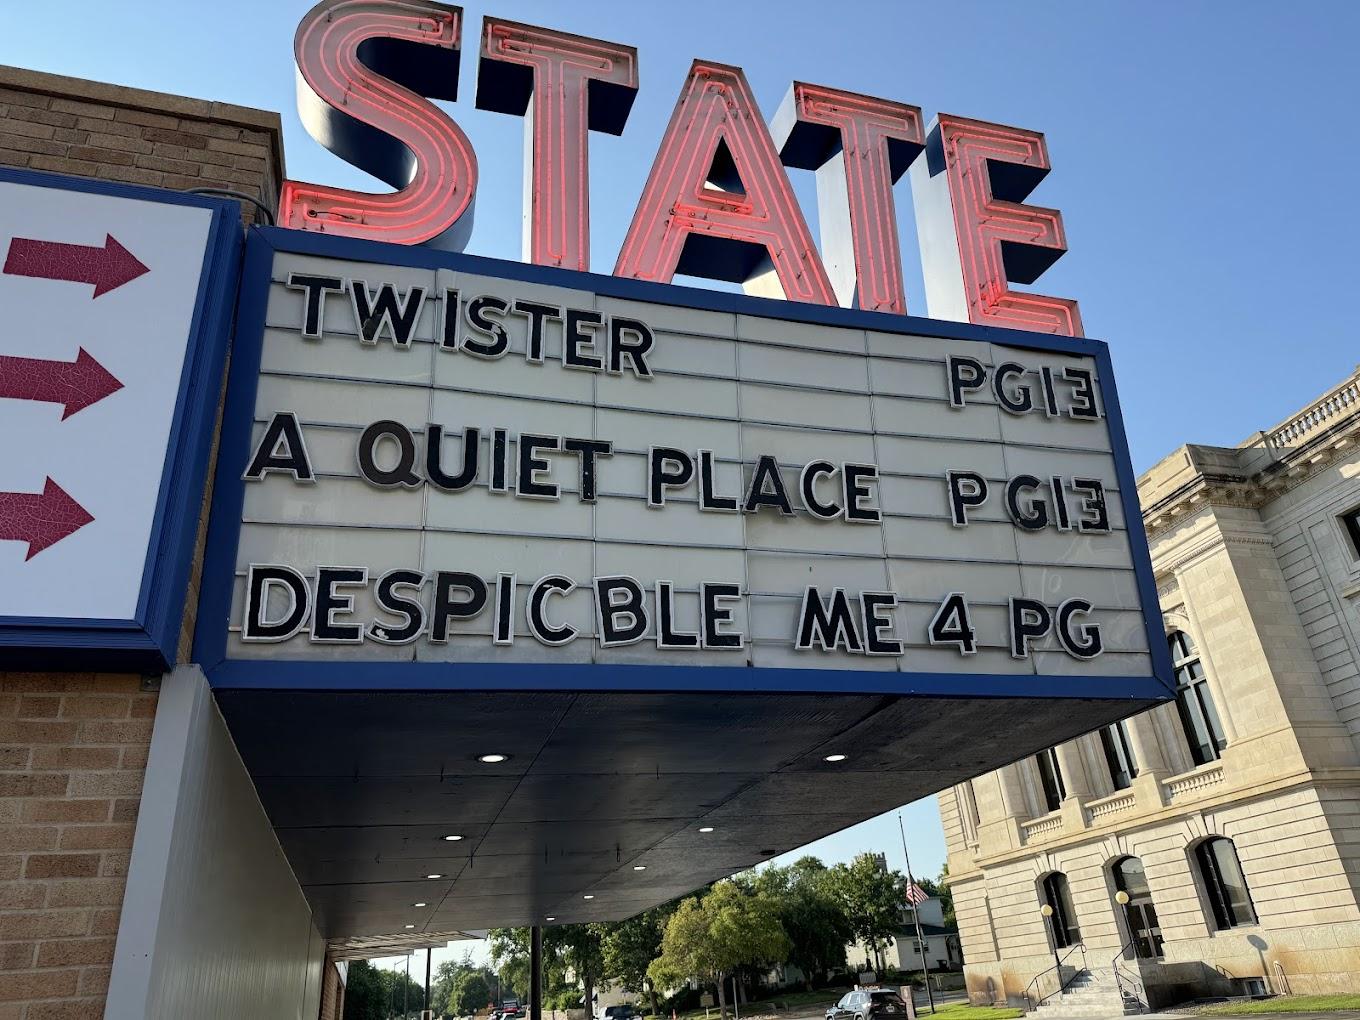 STATE
TWISTER PG13
A QUIET PLACE PG13
DESPICBLE ME 4 PG